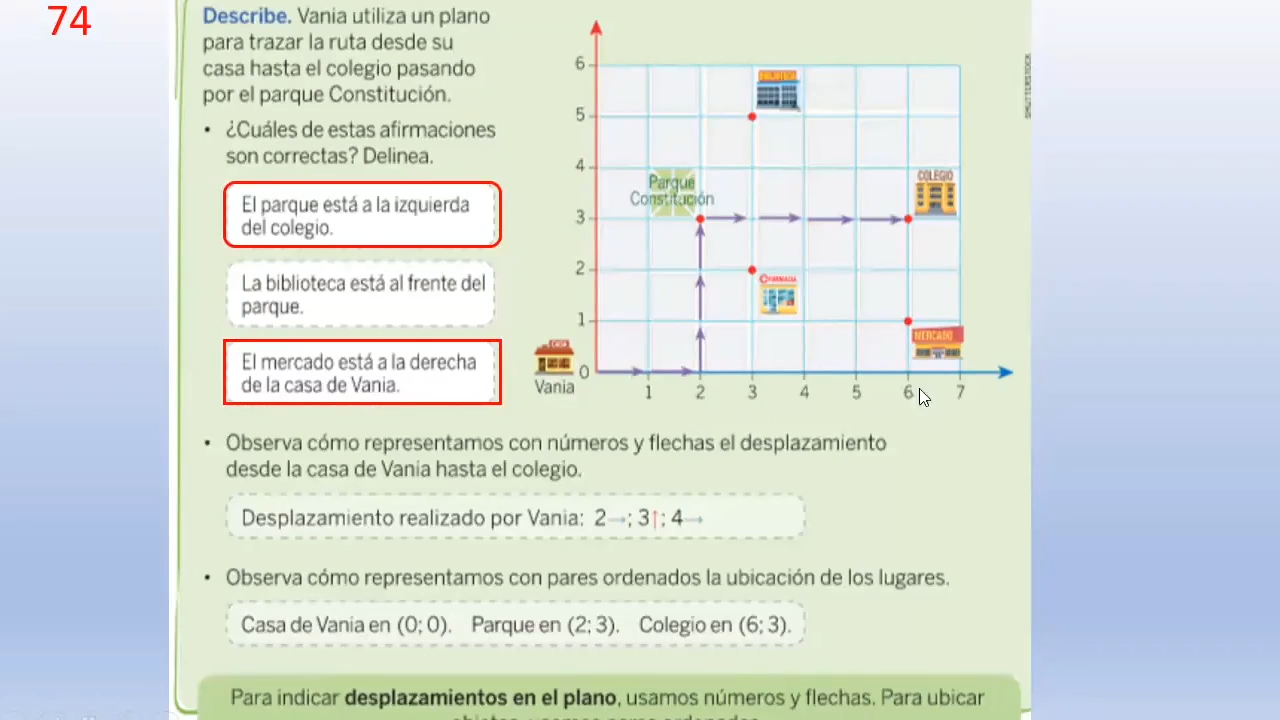 74
Describe. Vania utiliza un plano
para trazar la ruta desde su
casa hasta el colegio pasando
por el parque Constitución.
• ¿Cuáles de estas afirmaciones
son correctas? Delinea.
El parque está a la izquierda
del colegio.
La biblioteca está al frente del
parque.
El mercado está a la derecha
de la casa de Vania.
6
5
4
3
2
1
0
BIBLIOTECA
Parque
Constitución
COLEGIO
FARMACIA
MERCADO
CASA
Vania
1 2 3 4 5 6 7
SHUTTERSTOCK
• Observa cómo representamos con números y flechas el desplazamiento
desde la casa de Vania hasta el colegio.
Desplazamiento realizado por Vania: 2→; 3↑; 4→
• Observa cómo representamos con pares ordenados la ubicación de los lugares.
Casa de Vania en (0; 0). Parque en (2; 3). Colegio en (6; 3).
Para indicar desplazamientos en el plano, usamos números y flechas. Para ubicar